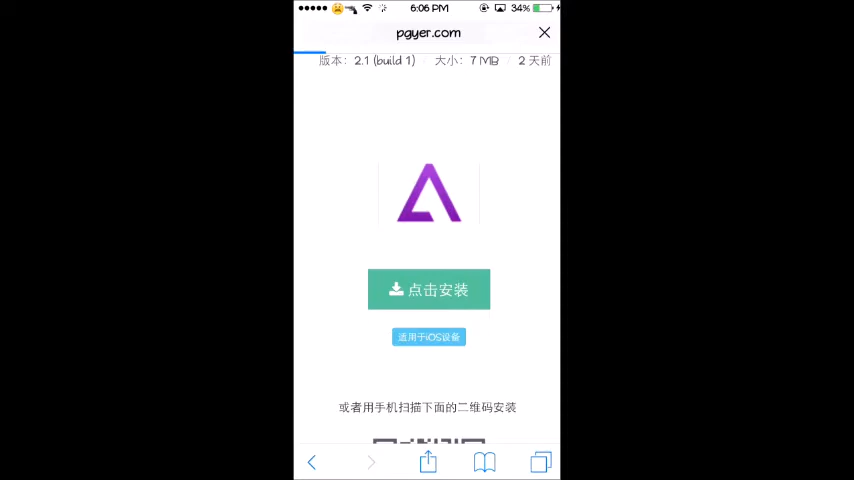 6:06 PM
34%
pgyer.com
版本：2.1 (build 1) / 大小：7 MB / 2 天前
点击安装
适用于iOS设备
或者用手机扫描下面的二维码安装